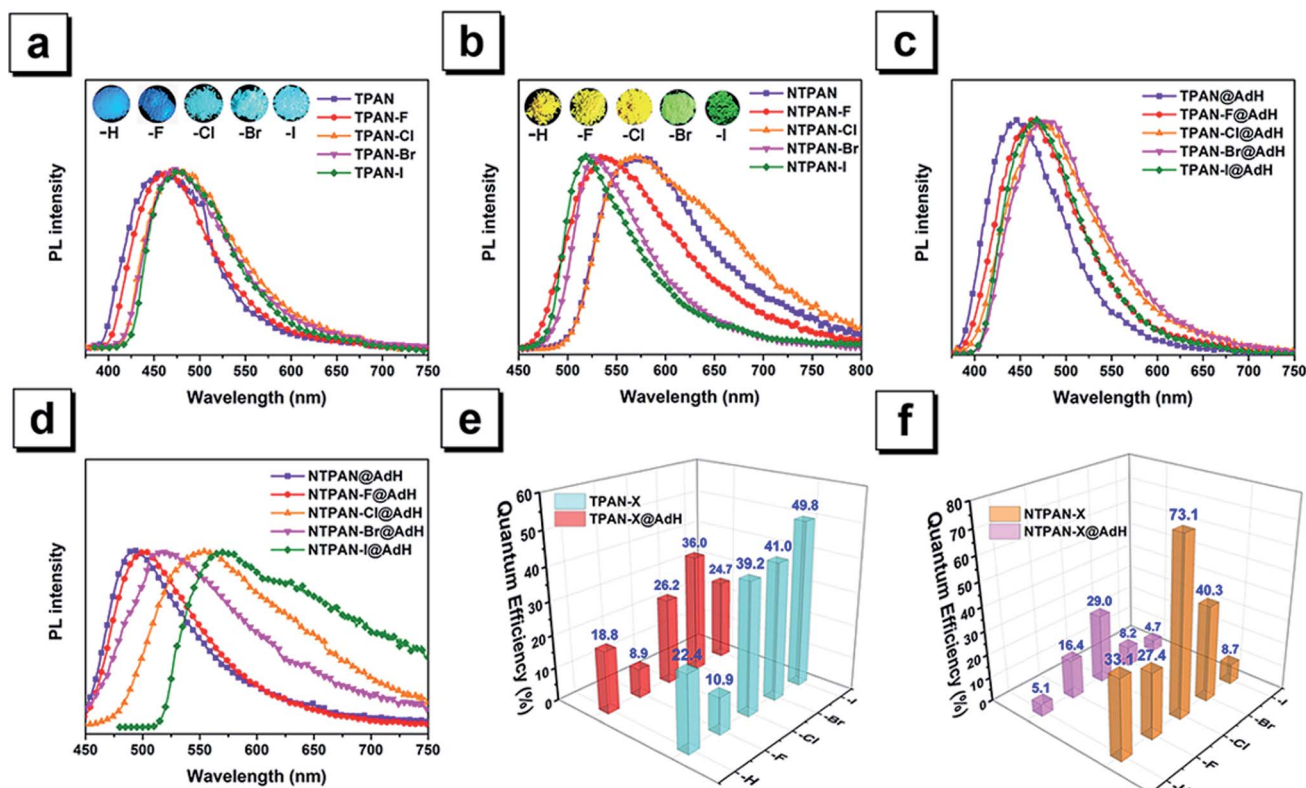 a
TPAN
TPAN-F
TPAN-Cl
TPAN-Br
TPAN-I
-H -F -Cl -Br -I
PL intensity
400 450 500 550 600 650 700 750
Wavelength (nm)
b
NTPAN
NTPAN-F
NTPAN-Cl
NTPAN-Br
NTPAN-I
-H -F -Cl -Br -I
PL intensity
450 500 550 600 650 700 750 800
Wavelength (nm)
c
TPAN@AdH
TPAN-F@AdH
TPAN-Cl@AdH
TPAN-Br@AdH
TPAN-I@AdH
PL intensity
400 450 500 550 600 650 700 750
Wavelength (nm)
d
NTPAN@AdH
NTPAN-F@AdH
NTPAN-Cl@AdH
NTPAN-Br@AdH
NTPAN-I@AdH
PL intensity
450 500 550 600 650 700 750
Wavelength (nm)
e
TPAN-X
TPAN-X@AdH
Quantum Efficiency (%)
60
50
40
30
20
10
0
18.8 8.9 26.2 36.0 24.7
22.4 10.9 39.2 41.0 49.8
-H -F -Cl -Br -I
f
NTPAN-X
NTPAN-X@AdH
Quantum Efficiency (%)
80
70
60
50
40
30
20
10
0
5.1 16.4 29.0 8.2 4.7
33.1 27.4 73.1 40.3 8.7
-F -Cl -Br -I